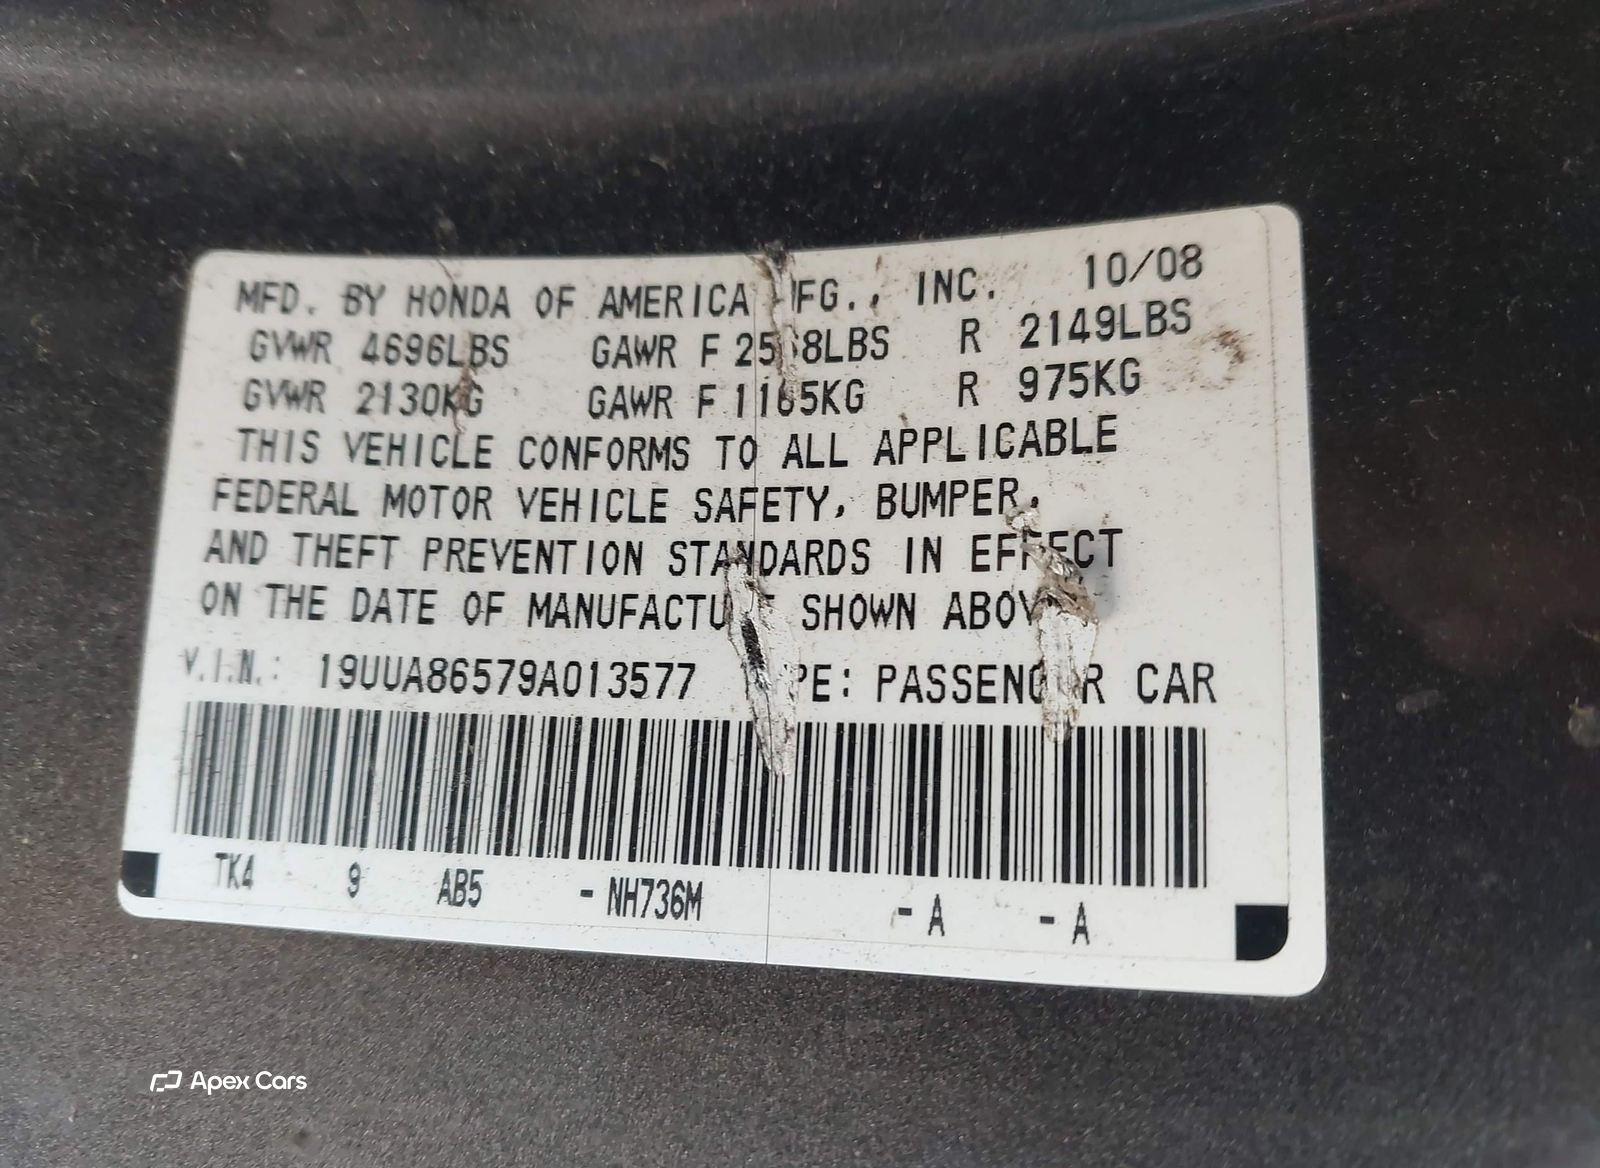 MFD. BY HONDA OF AMERICA MFG., INC. 10/08
GVWR 4696LBS GAWR F 2568LBS R 2149LBS
GVWR 2130KG GAWR F 1165KG R 975KG
THIS VEHICLE CONFORMS TO ALL APPLICABLE
FEDERAL MOTOR VEHICLE SAFETY, BUMPER,
AND THEFT PREVENTION STANDARDS IN EFFECT
ON THE DATE OF MANUFACTURE SHOWN ABOVE
V.I.N.: 19UUA86579A013577 TYPE: PASSENGER CAR
TK4 9 AB5 - NH736M - A - A
Apex Cars